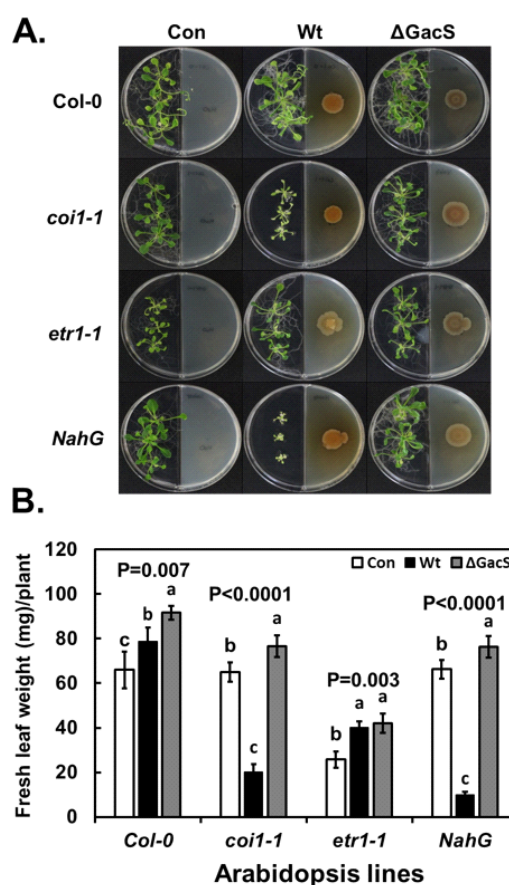 A.
Con Wt ΔGacS
Col-0
coi1-1
etr1-1
NahG
B.
Fresh leaf weight (mg)/plant
120
100
80
60
40
20
0
Con Wt ΔGacS
P=0.007
P<0.0001
P=0.003
P<0.0001
c b a
b c a
b a a
b c a
Col-0 coi1-1 etr1-1 NahG
Arabidopsis lines